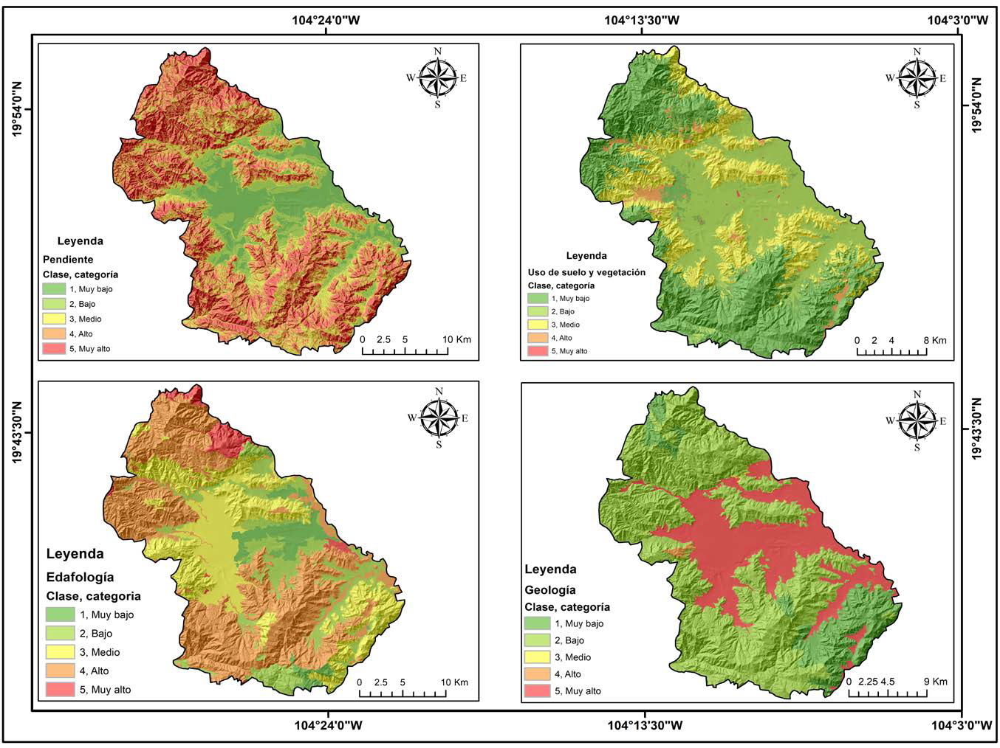 104°24'0"W
104°13'30"W
104°3'0"W
19°54'0"N
19°54'0"N
N
W
E
S
Leyenda
Pendiente
Clase, categoría
1, Muy bajo
2, Bajo
3, Medio
4, Alto
5, Muy alto
0 2.5 5 10 Km
N
W
E
S
Leyenda
Uso de suelo y vegetación
Clase, categoría
1, Muy bajo
2, Bajo
3, Medio
4, Alto
5, Muy alto
0 2 4 8 Km
19°43'30"N
19°43'30"N
N
W
E
S
Leyenda
Edafología
Clase, categoria
1, Muy bajo
2, Bajo
3, Medio
4, Alto
5, Muy alto
0 2.5 5 10 Km
N
W
E
S
Leyenda
Geología
Clase, categoría
1, Muy bajo
2, Bajo
3, Medio
4, Alto
5, Muy alto
0 2.25 4.5 9 Km
104°24'0"W
104°13'30"W
104°3'0"W